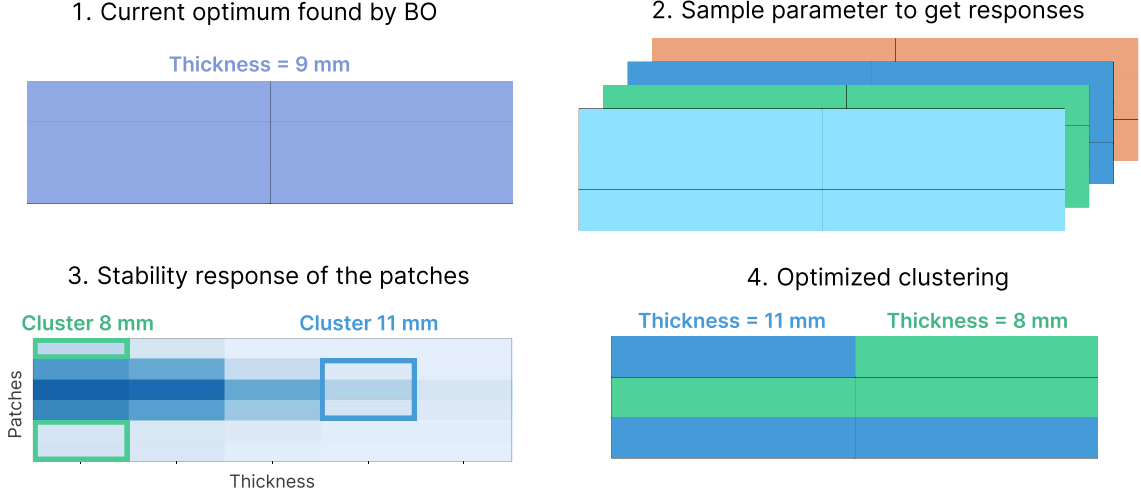 1. Current optimum found by BO
Thickness = 9 mm
2. Sample parameter to get responses
3. Stability response of the patches
Cluster 8 mm
Cluster 11 mm
Patches
Thickness
4. Optimized clustering
Thickness = 11 mm
Thickness = 8 mm